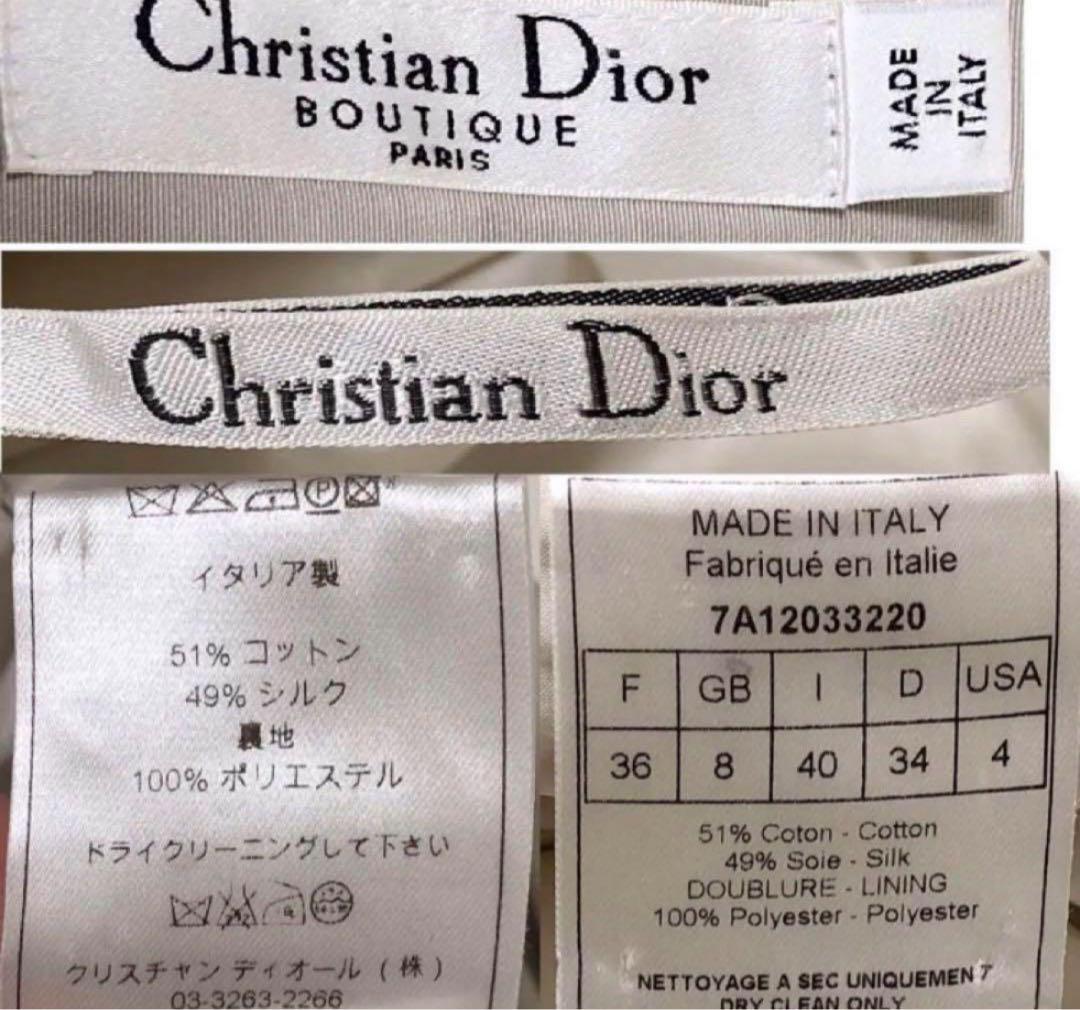 Christian Dior
BOUTIQUE
PARIS
MADE
IN
ITALY
Christian Dior
イタリア製
51% コットン
49% シルク
裏地
100% ポリエステル
ドライクリーニングして下さい
クリスチャン ディオール (株)
03-3263-2266
MADE IN ITALY
Fabriqué en Italie
7A12033220
F GB I D USA
36 8 40 34 4
51% Coton - Cotton
49% Soie - Silk
DOUBLURE - LINING
100% Polyester - Polyester
NETTOYAGE A SEC UNIQUEMENT
DRY CLEAN ONLY